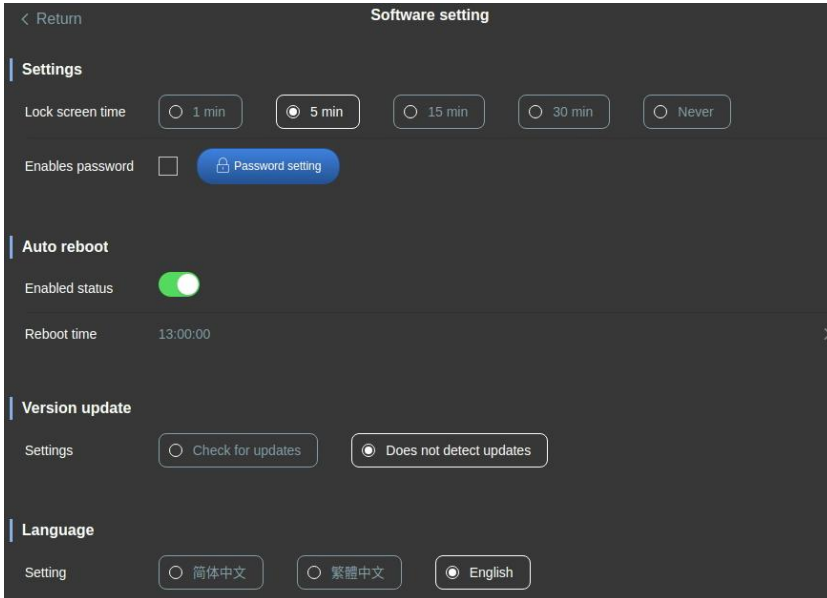 Return
Software setting
Settings
Lock screen time 1 min 5 min 15 min 30 min Never
Enables password Password setting
Auto reboot
Enabled status
Reboot time 13:00:00
Version update
Settings Check for updates Does not detect updates
Language
Setting 简体中文 繁體中文 English